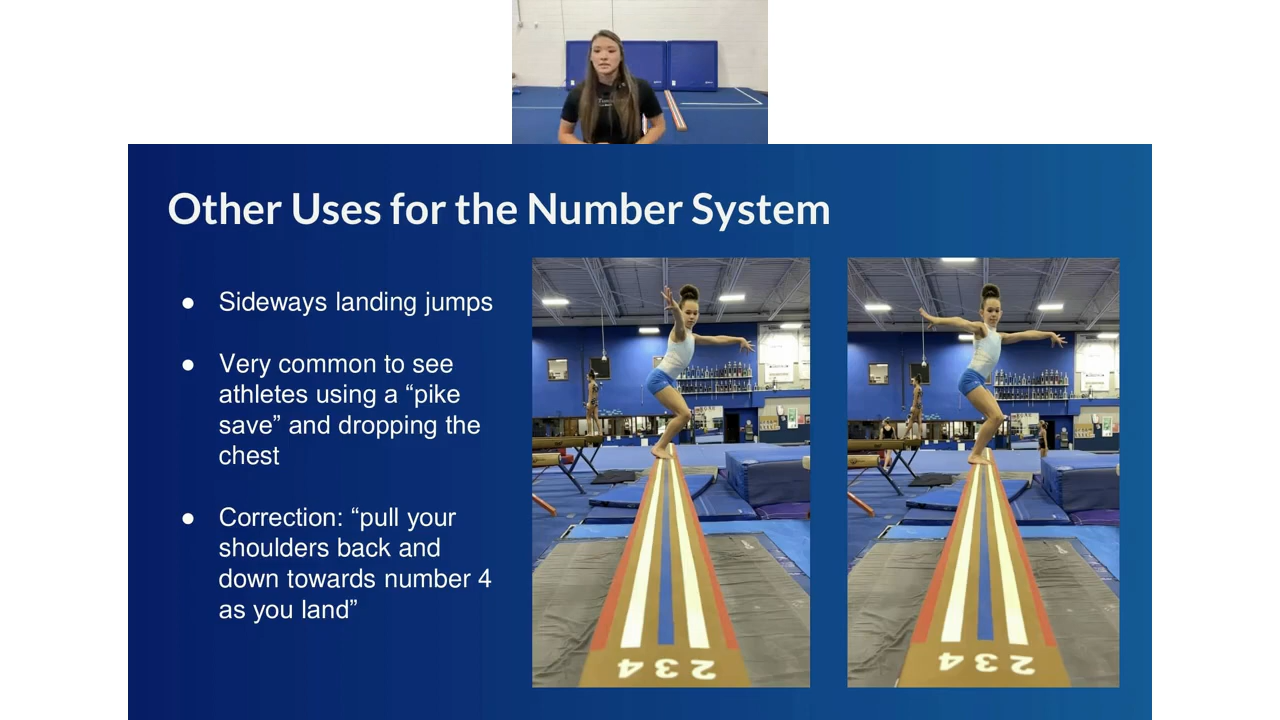 Other Uses for the Number System
● Sideways landing jumps
● Very common to see
athletes using a “pike
save” and dropping the
chest
● Correction: “pull your
shoulders back and
down towards number 4
as you land”
2 3 4
2 3 4